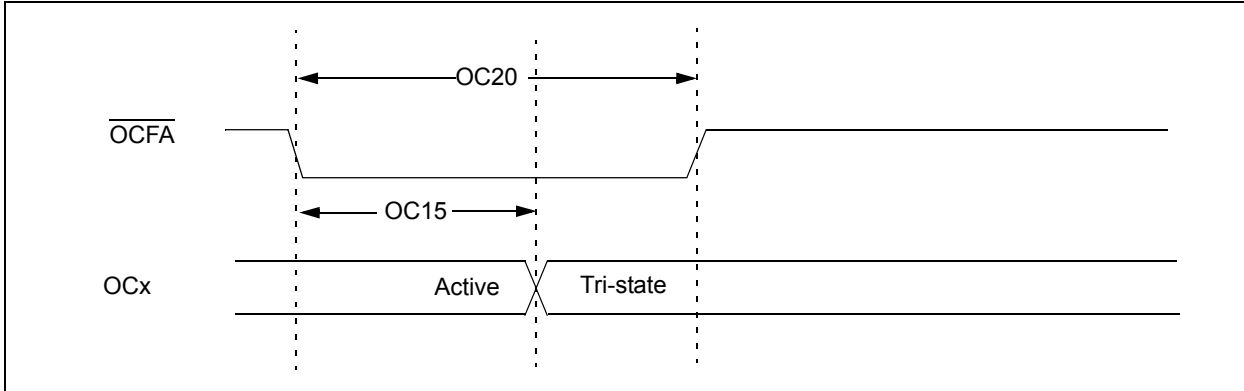 OC20
OCFA
OC15
OCx
Active
Tri-state